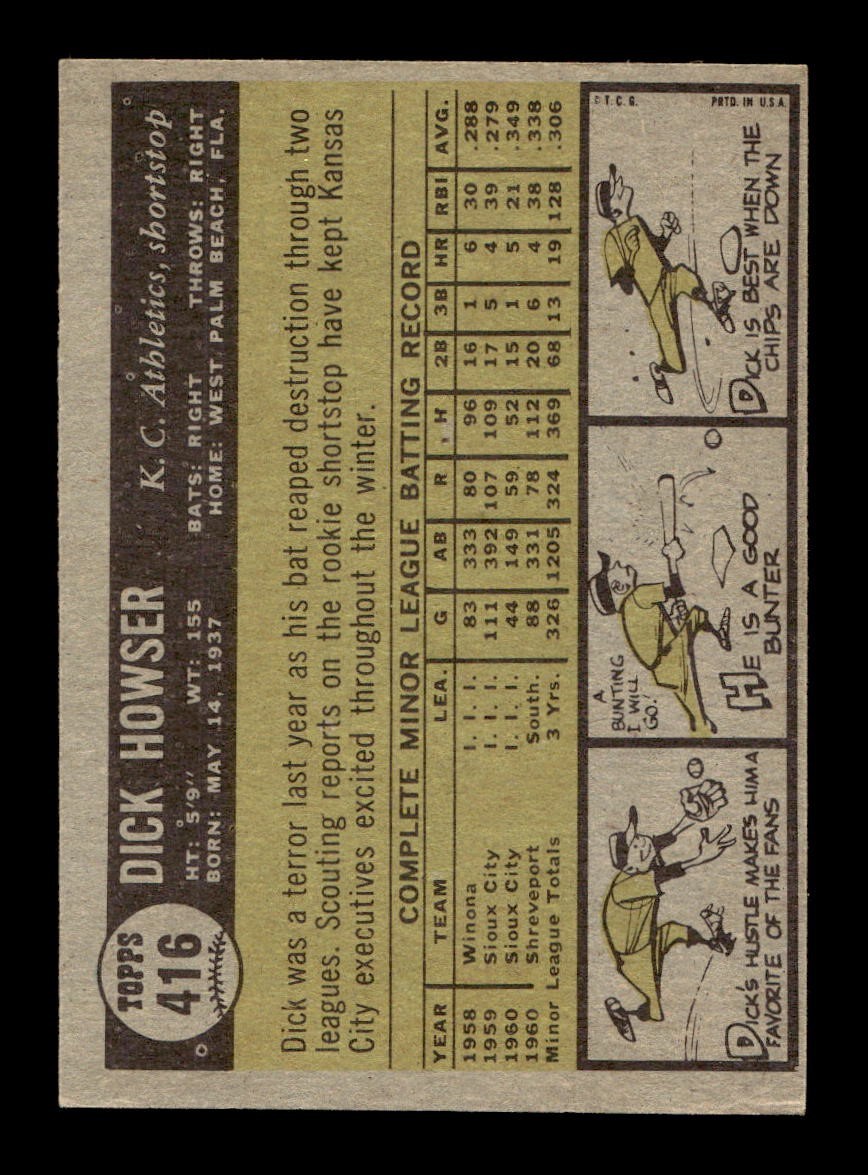 TOPPS
416
DICK HOWSER
K. C. Athletics, shortstop
HT: 5'9" WT: 155 BATS: RIGHT THROWS: RIGHT
BORN: MAY 14, 1937 HOME: WEST PALM BEACH, FLA.
Dick was a terror last year as his bat reaped destruction through two
leagues. Scouting reports on the rookie shortstop have kept Kansas
City executives excited throughout the winter.
COMPLETE MINOR LEAGUE BATTING RECORD
YEAR TEAM LEA. G AB R H 2B 3B HR RBI AVG.
1958 Winona I. I. I. 83 333 80 96 16 1 6 30 .288
1959 Sioux City I. I. I. 111 392 107 109 17 5 4 39 .279
1960 Sioux City I. I. I. 44 149 59 52 15 1 5 21 .349
1960 Shreveport South. 88 331 78 112 20 6 4 38 .338
Minor League Totals 3 Yrs. 326 1205 324 369 68 13 19 128 .306
DICK'S HUSTLE MAKES HIM A
FAVORITE OF THE FANS
A
BUNTING
I WILL
GO!
HE IS A GOOD
BUNTER
© T. C. G. PRTD. IN U.S.A.
DICK IS BEST WHEN THE
CHIPS ARE DOWN